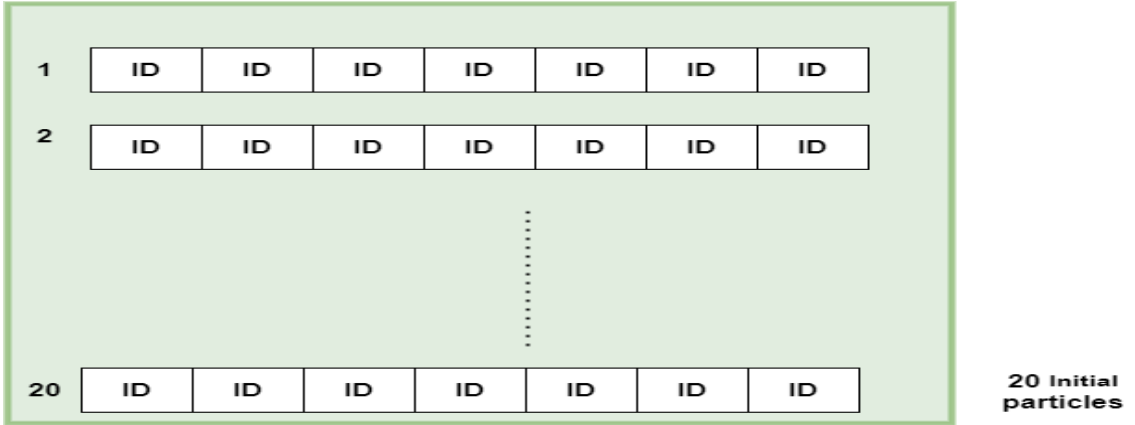 1 ID ID ID ID ID ID ID
2 ID ID ID ID ID ID ID
20 ID ID ID ID ID ID ID
20 Initial
particles